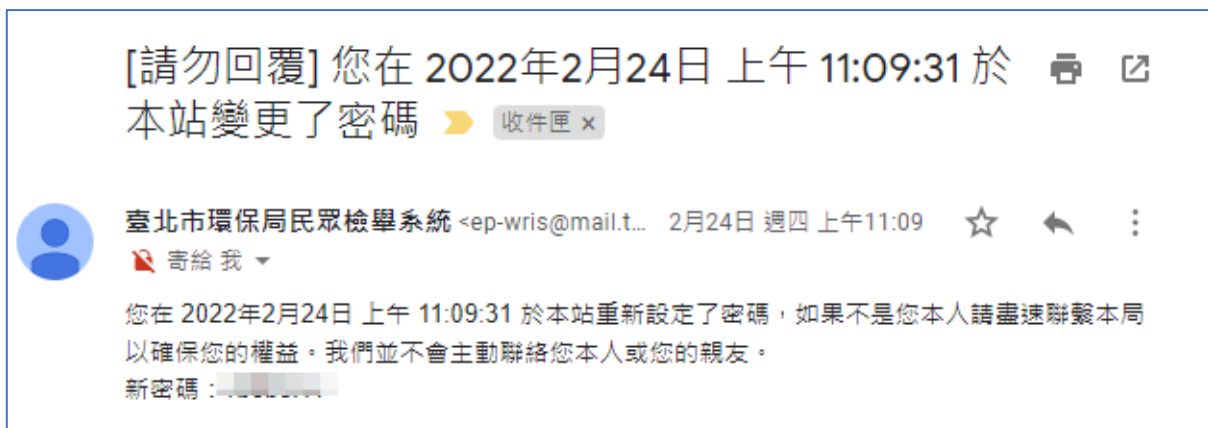 [請勿回覆] 您在 2022年2月24日 上午 11:09:31 於
本站變更了密碼 收件匣 ×
臺北市環保局民眾檢舉系統 <ep-wris@mail.t... 2月24日 週四 上午11:09
寄給 我
您在 2022年2月24日 上午 11:09:31 於本站重新設定了密碼，如果不是您本人請盡速聯繫本局
以確保您的權益。我們並不會主動聯絡您本人或您的親友。
新密碼：